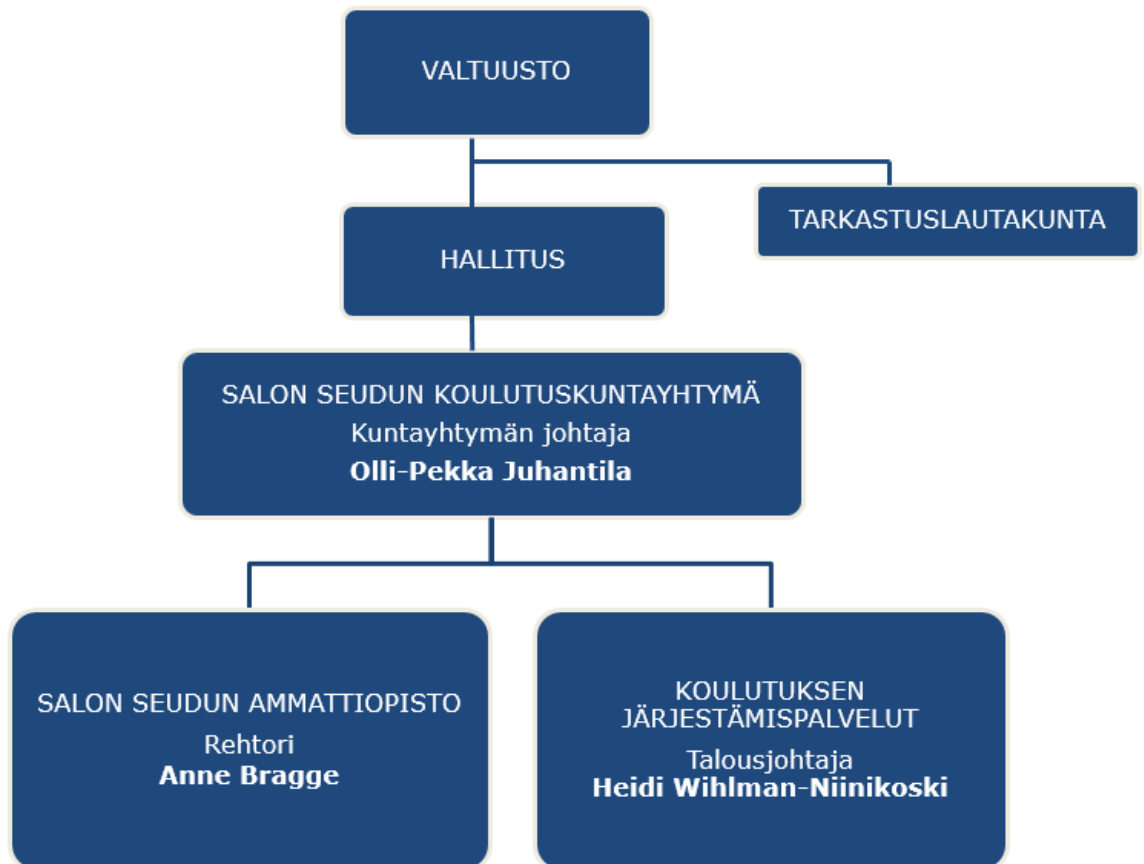 VALTUUSTO
TARKASTUSLAUTAKUNTA
HALLITUS
SALON SEUDUN KOULUTUSKUNTAYHTYMÄ
Kuntayhtymän johtaja
Olli-Pekka Juhantila
SALON SEUDUN AMMATTIOPISTO
Rehtori
Anne Bragge
KOULUTUKSEN
JÄRJESTÄMISPALVELUT
Talousjohtaja
Heidi Wihlman-Niinikoski